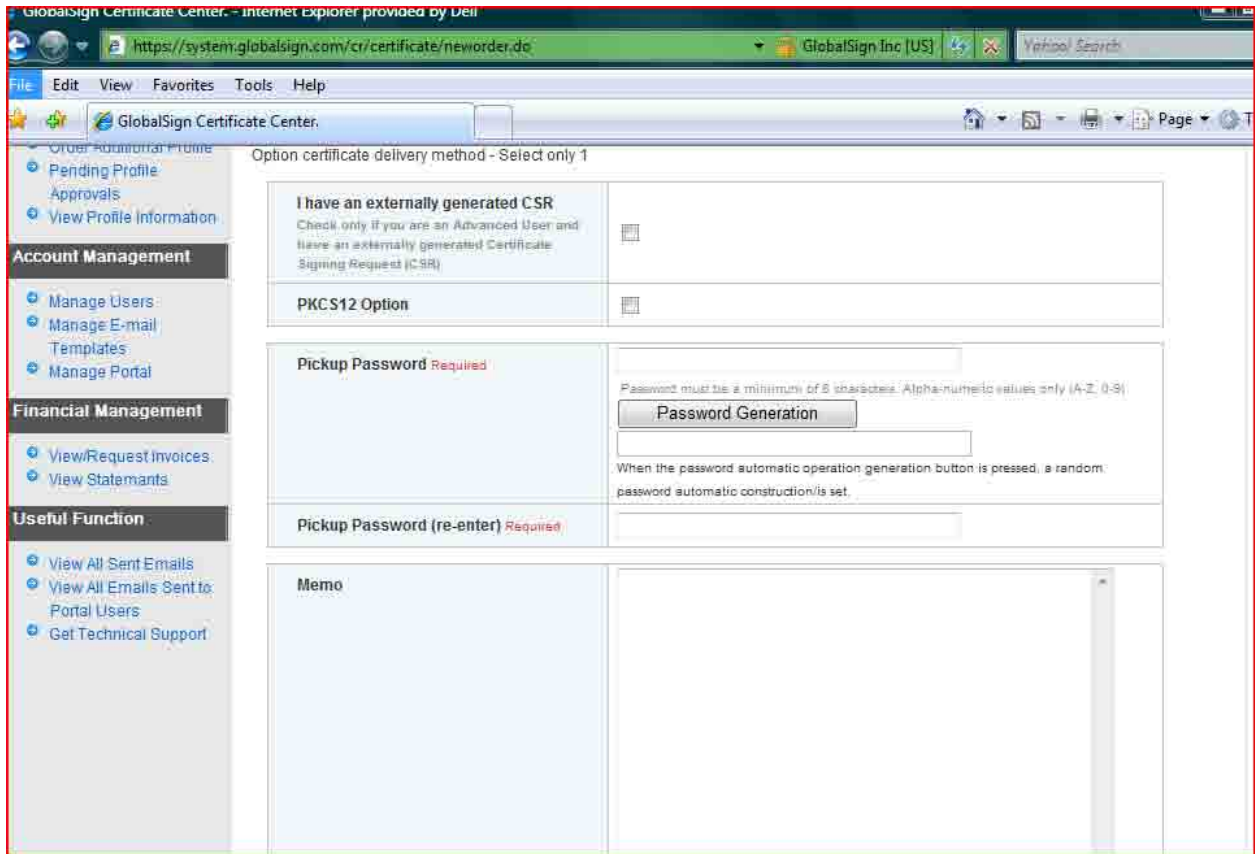 GlobalSign Certificate Center. - Internet Explorer provided by Dell
https://system.globalsign.com/cr/certificate/neworder.do
GlobalSign Inc [US]
Yahoo! Search
File Edit View Favorites Tools Help
GlobalSign Certificate Center.
Page
Order Additional Profile
Pending Profile
Approvals
View Profile Information
Account Management
Manage Users
Manage E-mail
Templates
Manage Portal
Financial Management
View/Request Invoices
View Statemants
Useful Function
View All Sent Emails
View All Emails Sent to
Portal Users
Get Technical Support
Option certificate delivery method - Select only 1
I have an externally generated CSR
Check only if you are an Advanced User and
have an externally generated Certificate
Signing Request (CSR)
PKCS12 Option
Pickup Password Required
Password must be a minimum of 8 characters. Alpha-numeric values only (A-Z, 0-9)
Password Generation
When the password automatic operation generation button is pressed, a random
password automatic construction/is set.
Pickup Password (re-enter) Required
Memo